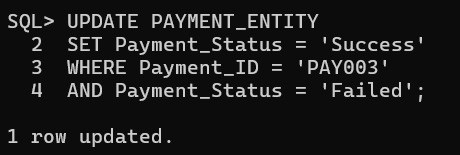 SQL> UPDATE PAYMENT_ENTITY
  2  SET Payment_Status = 'Success'
  3  WHERE Payment_ID = 'PAY003'
  4  AND Payment_Status = 'Failed';
1 row updated.